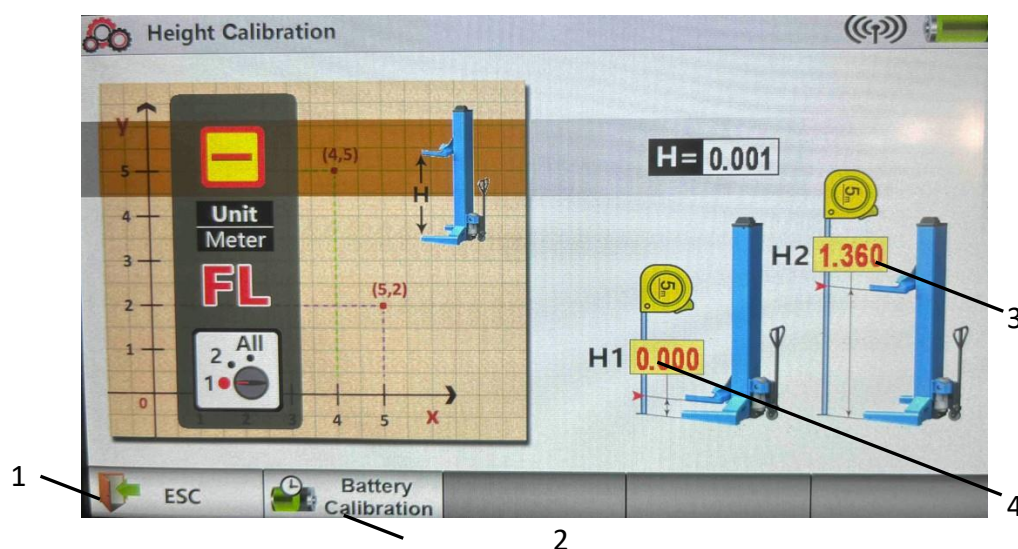 Height Calibration
y
5
4
3
2
1
0
1
2
3
4
5
X
(4,5)
(5,2)
H
Unit
Meter
FL
All
2
1
H= 0.001
5m
H2 1.360
5m
H1 0.000
ESC
Battery
Calibration
1
2
3
4